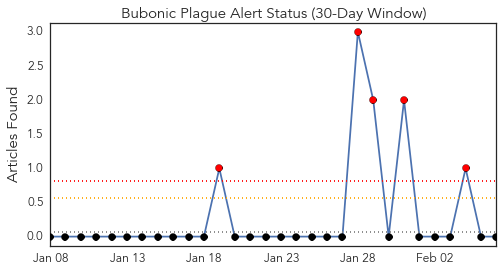 Bubonic Plague Alert Status (30-Day Window)
Articles Found
3.0
2.5
2.0
1.5
1.0
0.5
0.0
Jan 08
Jan 13
Jan 18
Jan 23
Jan 28
Feb 02